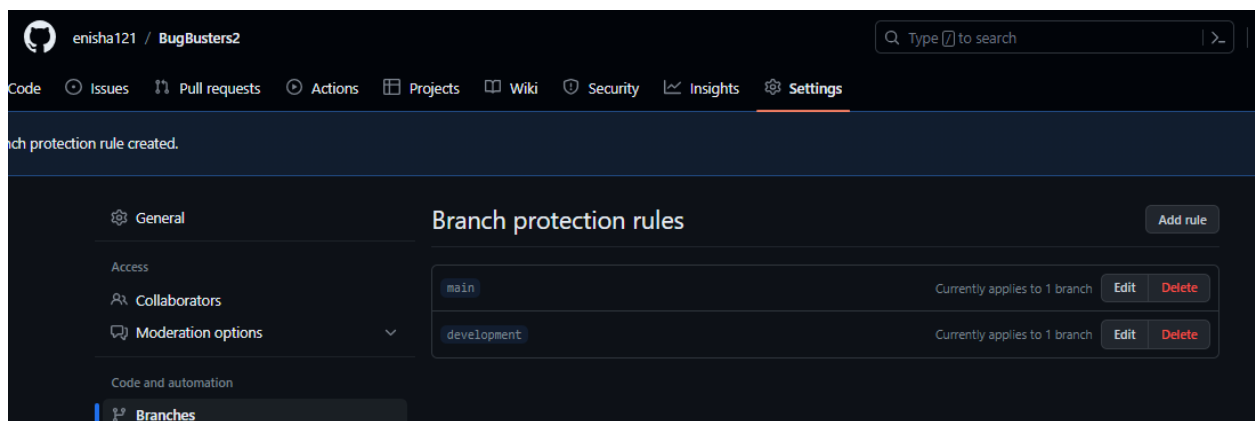 enisha121 / BugBusters2
Type / to search
Code Issues Pull requests Actions Projects Wiki Security Insights Settings
protection rule created.
General
Branch protection rules
Add rule
Access
main
Currently applies to 1 branch
Edit
Delete
Collaborators
Moderation options
development
Currently applies to 1 branch
Edit
Delete
Code and automation
Branches